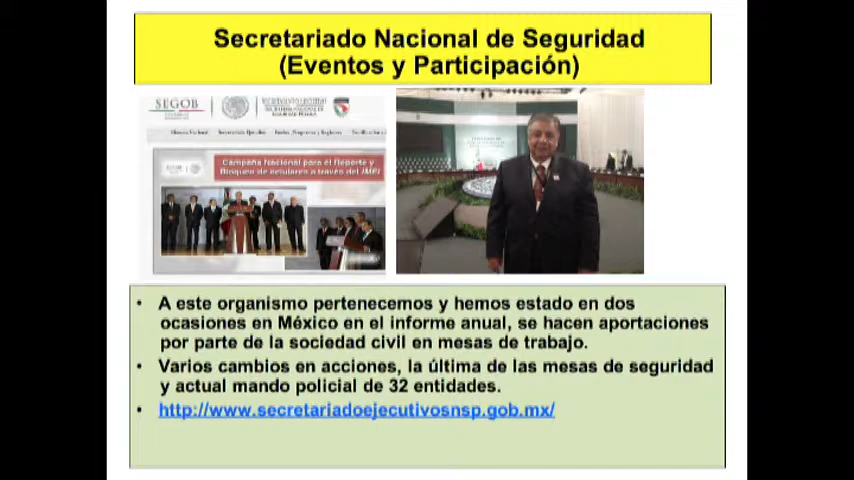 Secretariado Nacional de Seguridad
(Eventos y Participación)
SEGOB
Campaña Nacional para el Reporte y
Bloqueo de celulares a través del IMEI
• A este organismo pertenecemos y hemos estado en dos
ocasiones en México en el informe anual, se hacen aportaciones
por parte de la sociedad civil en mesas de trabajo.
• Varios cambios en acciones, la última de las mesas de seguridad
y actual mando policial de 32 entidades.
• http://www.secretariadoejecutivosnsp.gob.mx/